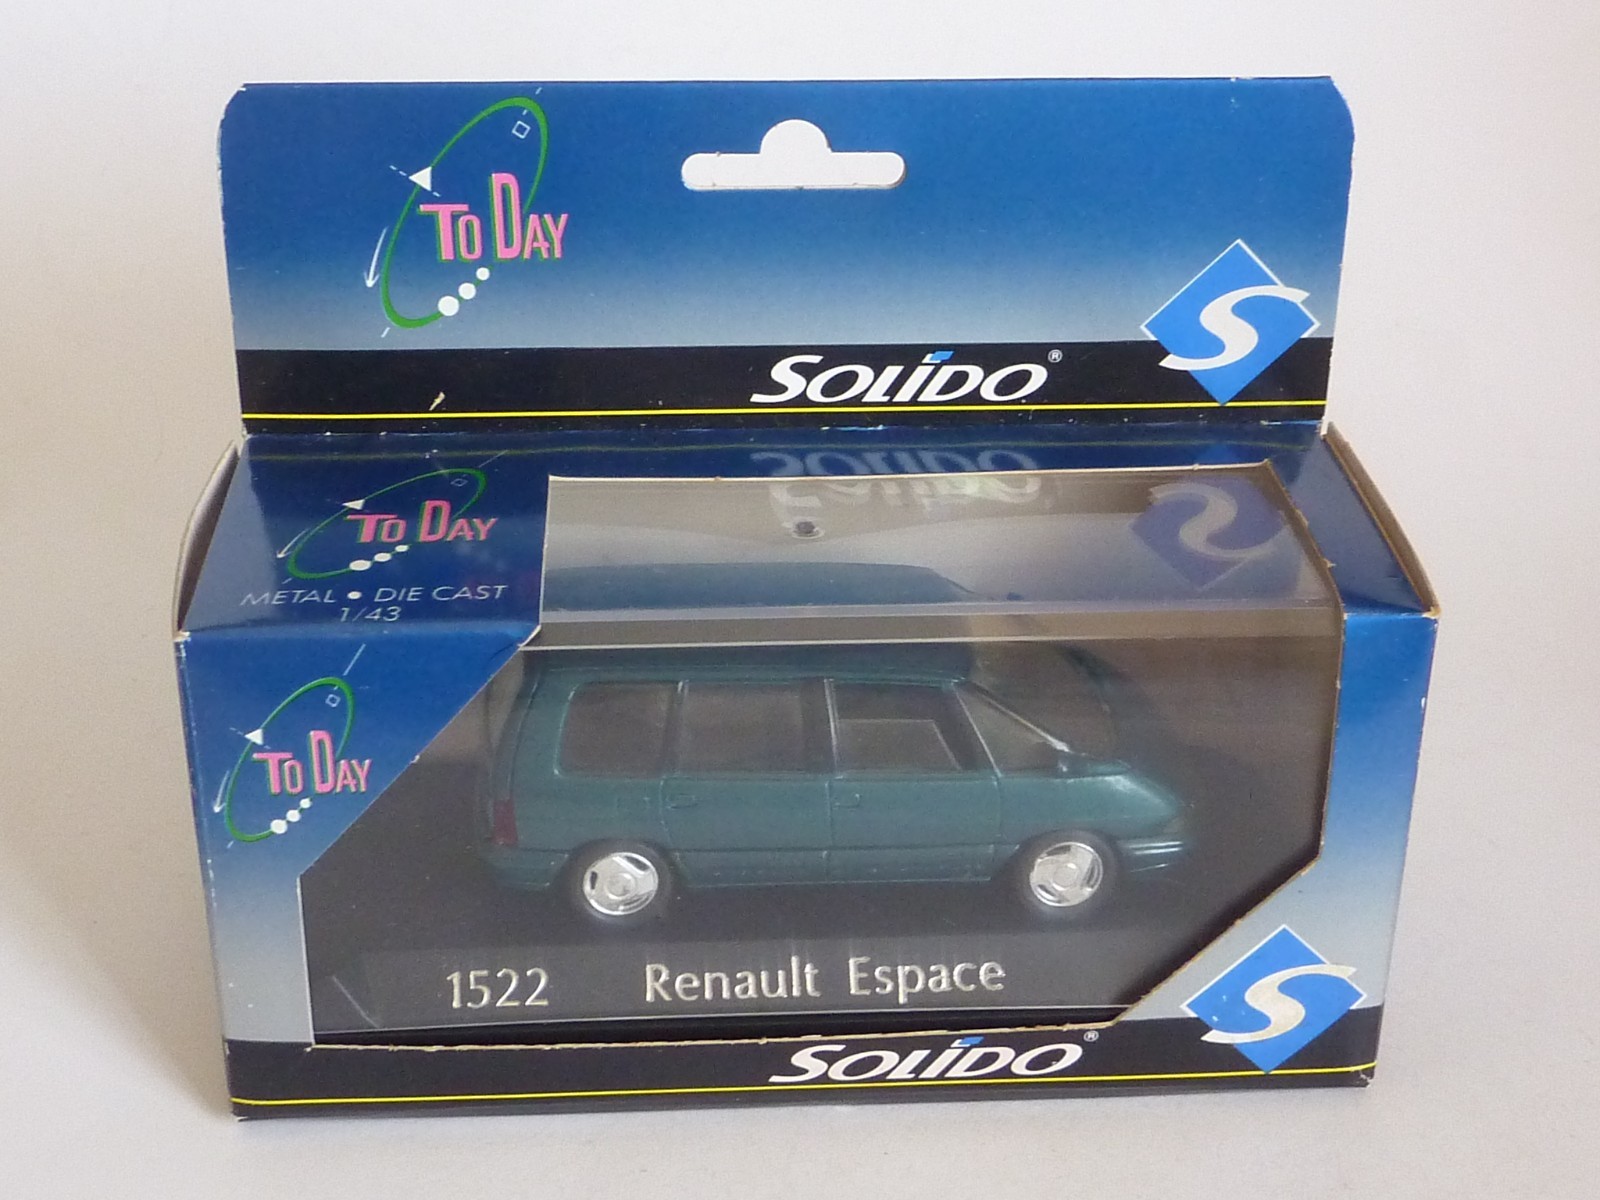 TO DAY
SOLIDO®
TO DAY
METAL • DIE CAST
1/43
TO DAY
1522 Renault Espace
SOLIDO®